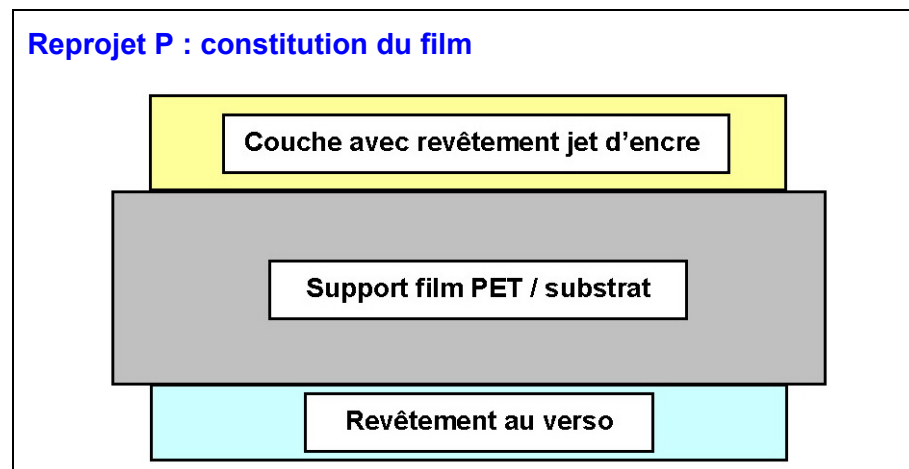 Reprojet P : constitution du film
Couche avec revêtement jet d'encre
Support film PET / substrat
Revêtement au verso